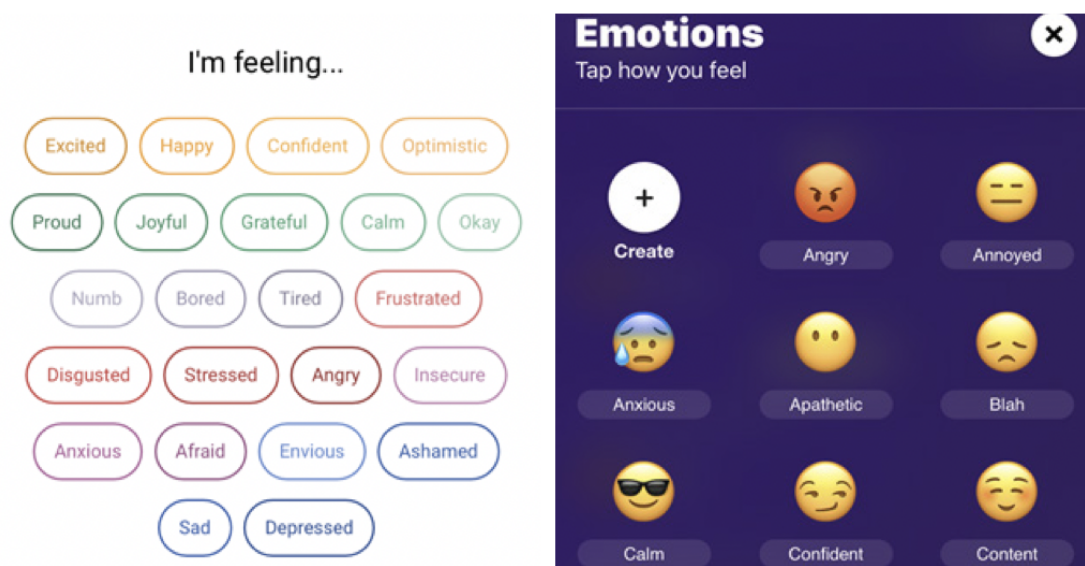 I'm feeling...
Excited Happy Confident Optimistic
Proud Joyful Grateful Calm Okay
Numb Bored Tired Frustrated
Disgusted Stressed Angry Insecure
Anxious Afraid Envious Ashamed
Sad Depressed
Emotions
Tap how you feel
Create Angry Annoyed
Anxious Apathetic Blah
Calm Confident Content